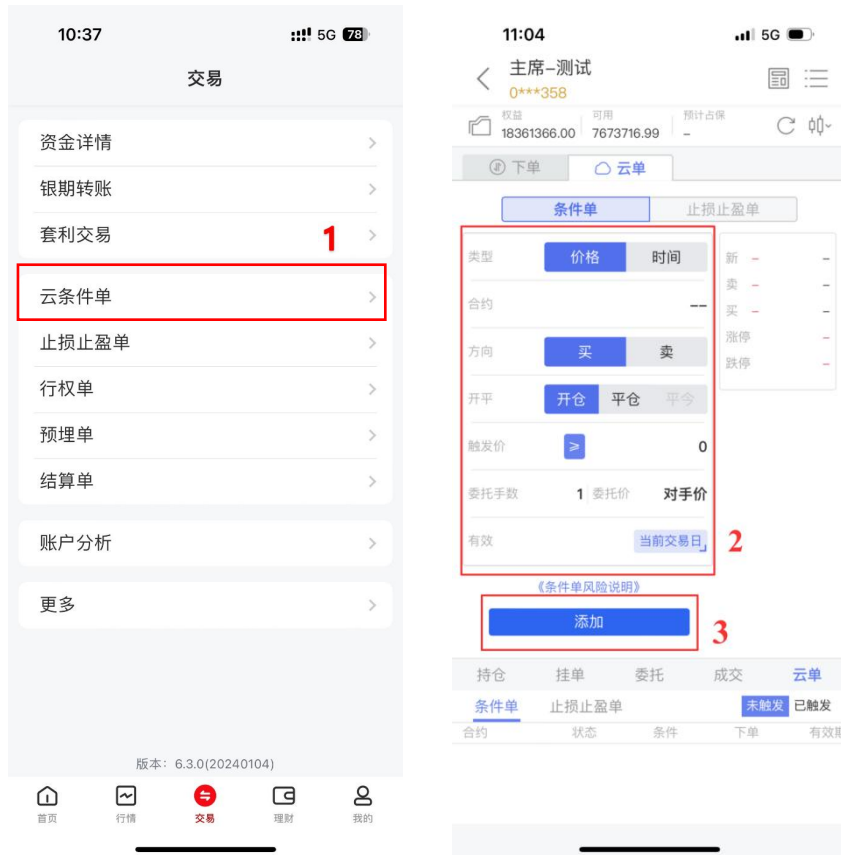 10:37
5G 78
交易
资金详情
银期转账
套利交易
1
云条件单
止损止盈单
行权单
预埋单
结算单
账户分析
更多
版本：6.3.0(20240104)
首页 行情 交易 理财 我的
11:04
5G
主席-测试
0***358
权益 可用 预计占保
18361366.00 7673716.99 –
下单 云单
条件单 止损止盈单
类型 价格 时间
合约 --
方向 买 卖
开平 开仓 平仓 平今
触发价 ≥ 0
委托手数 1 委托价 对手价
有效 当前交易日
2
新 – –
卖 – –
买 – –
涨停 –
跌停 –
《条件单风险说明》
添加
3
持仓 挂单 委托 成交 云单
条件单 止损止盈单 未触发 已触发
合约 状态 条件 下单 有效期